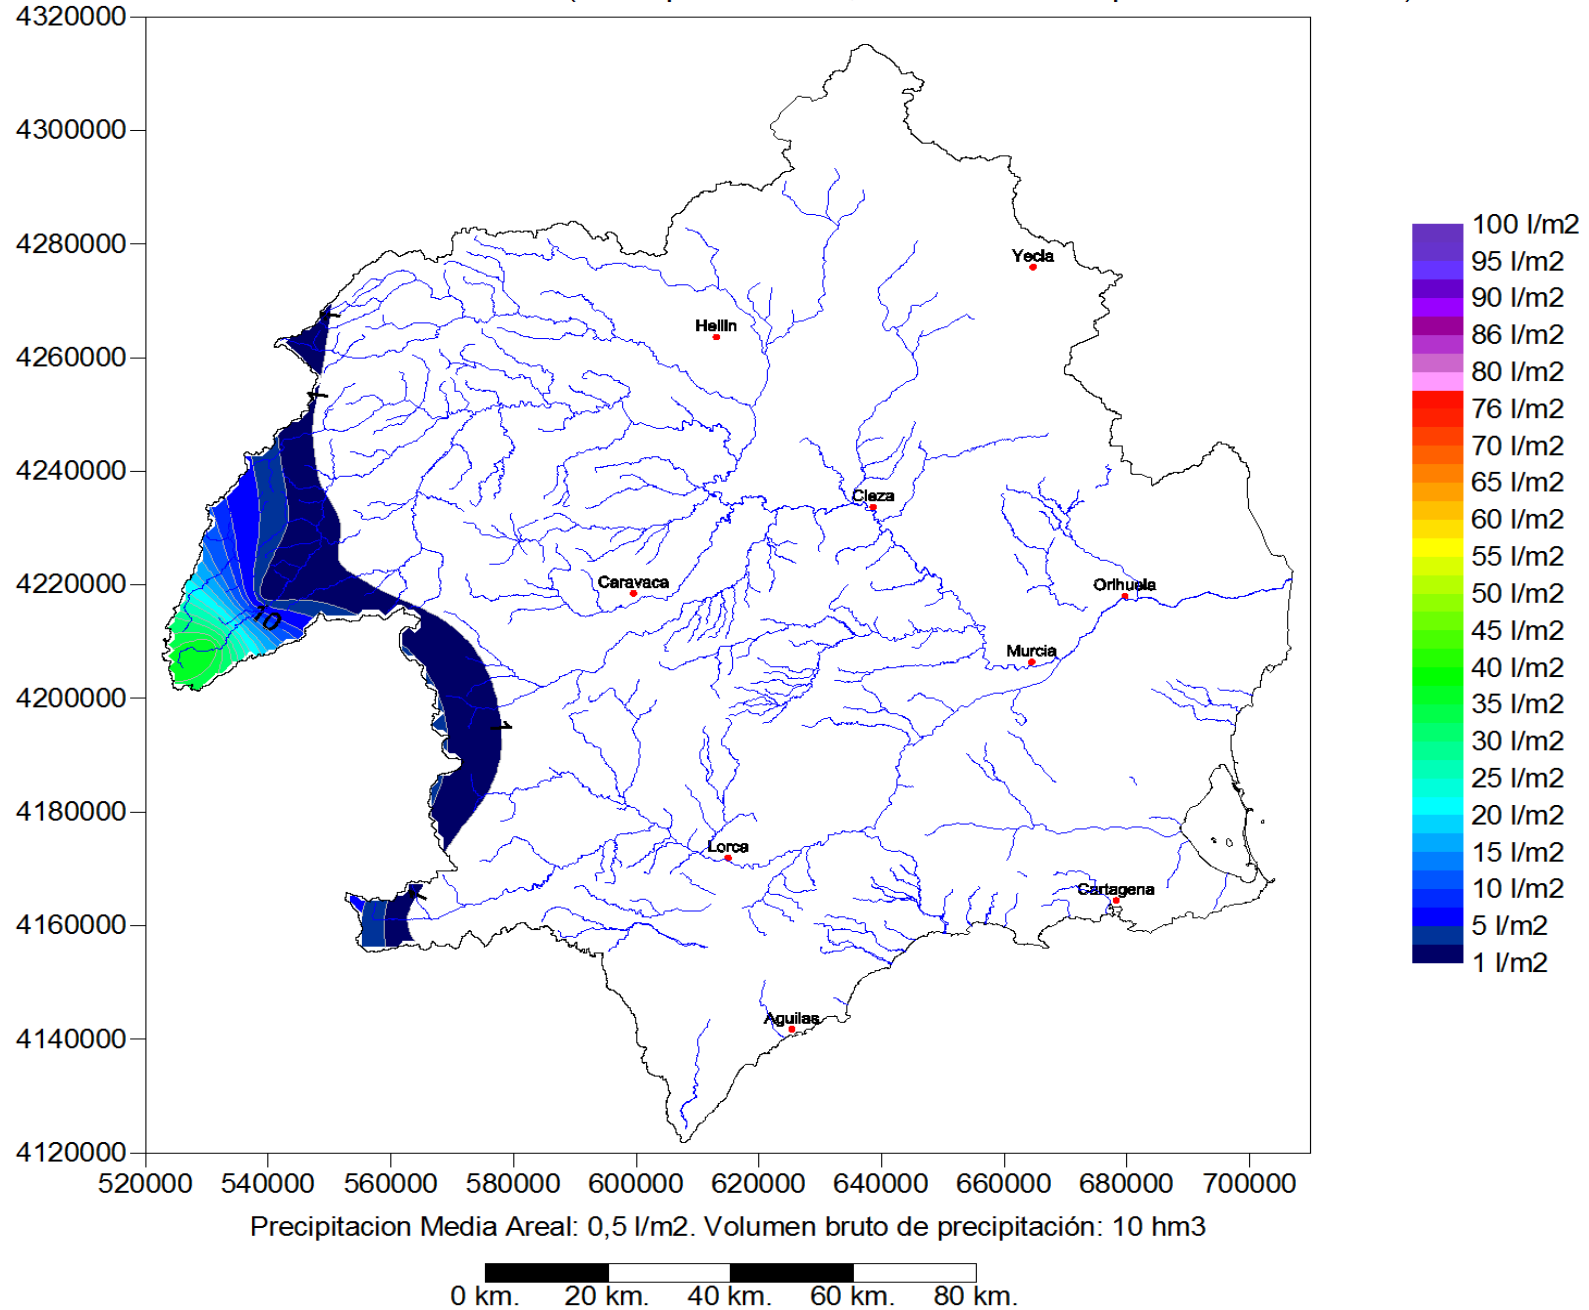 4320000
4300000
4280000
4260000
4240000
4220000
4200000
4180000
4160000
4140000
4120000
520000 540000 560000 580000 600000 620000 640000 660000 680000 700000
Yecla
Hellin
Cieza
Caravaca
Orihuela
Murcia
Lorca
Cartagena
Aguilas
1
1
10
1
1
100 l/m2
95 l/m2
90 l/m2
86 l/m2
80 l/m2
76 l/m2
70 l/m2
65 l/m2
60 l/m2
55 l/m2
50 l/m2
45 l/m2
40 l/m2
35 l/m2
30 l/m2
25 l/m2
20 l/m2
15 l/m2
10 l/m2
5 l/m2
1 l/m2
Precipitacion Media Areal: 0,5 l/m2. Volumen bruto de precipitación: 10 hm3
0 km. 20 km. 40 km. 60 km. 80 km.